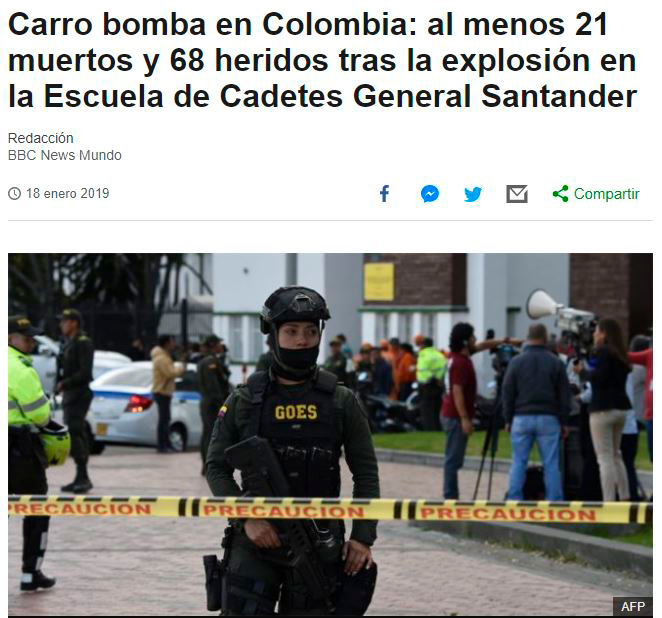 Carro bomba en Colombia: al menos 21
muertos y 68 heridos tras la explosión en
la Escuela de Cadetes General Santander
Redacción
BBC News Mundo
18 enero 2019
Compartir
GOES
PRECAUCION PRECAUCION PRECAUCION
AFP